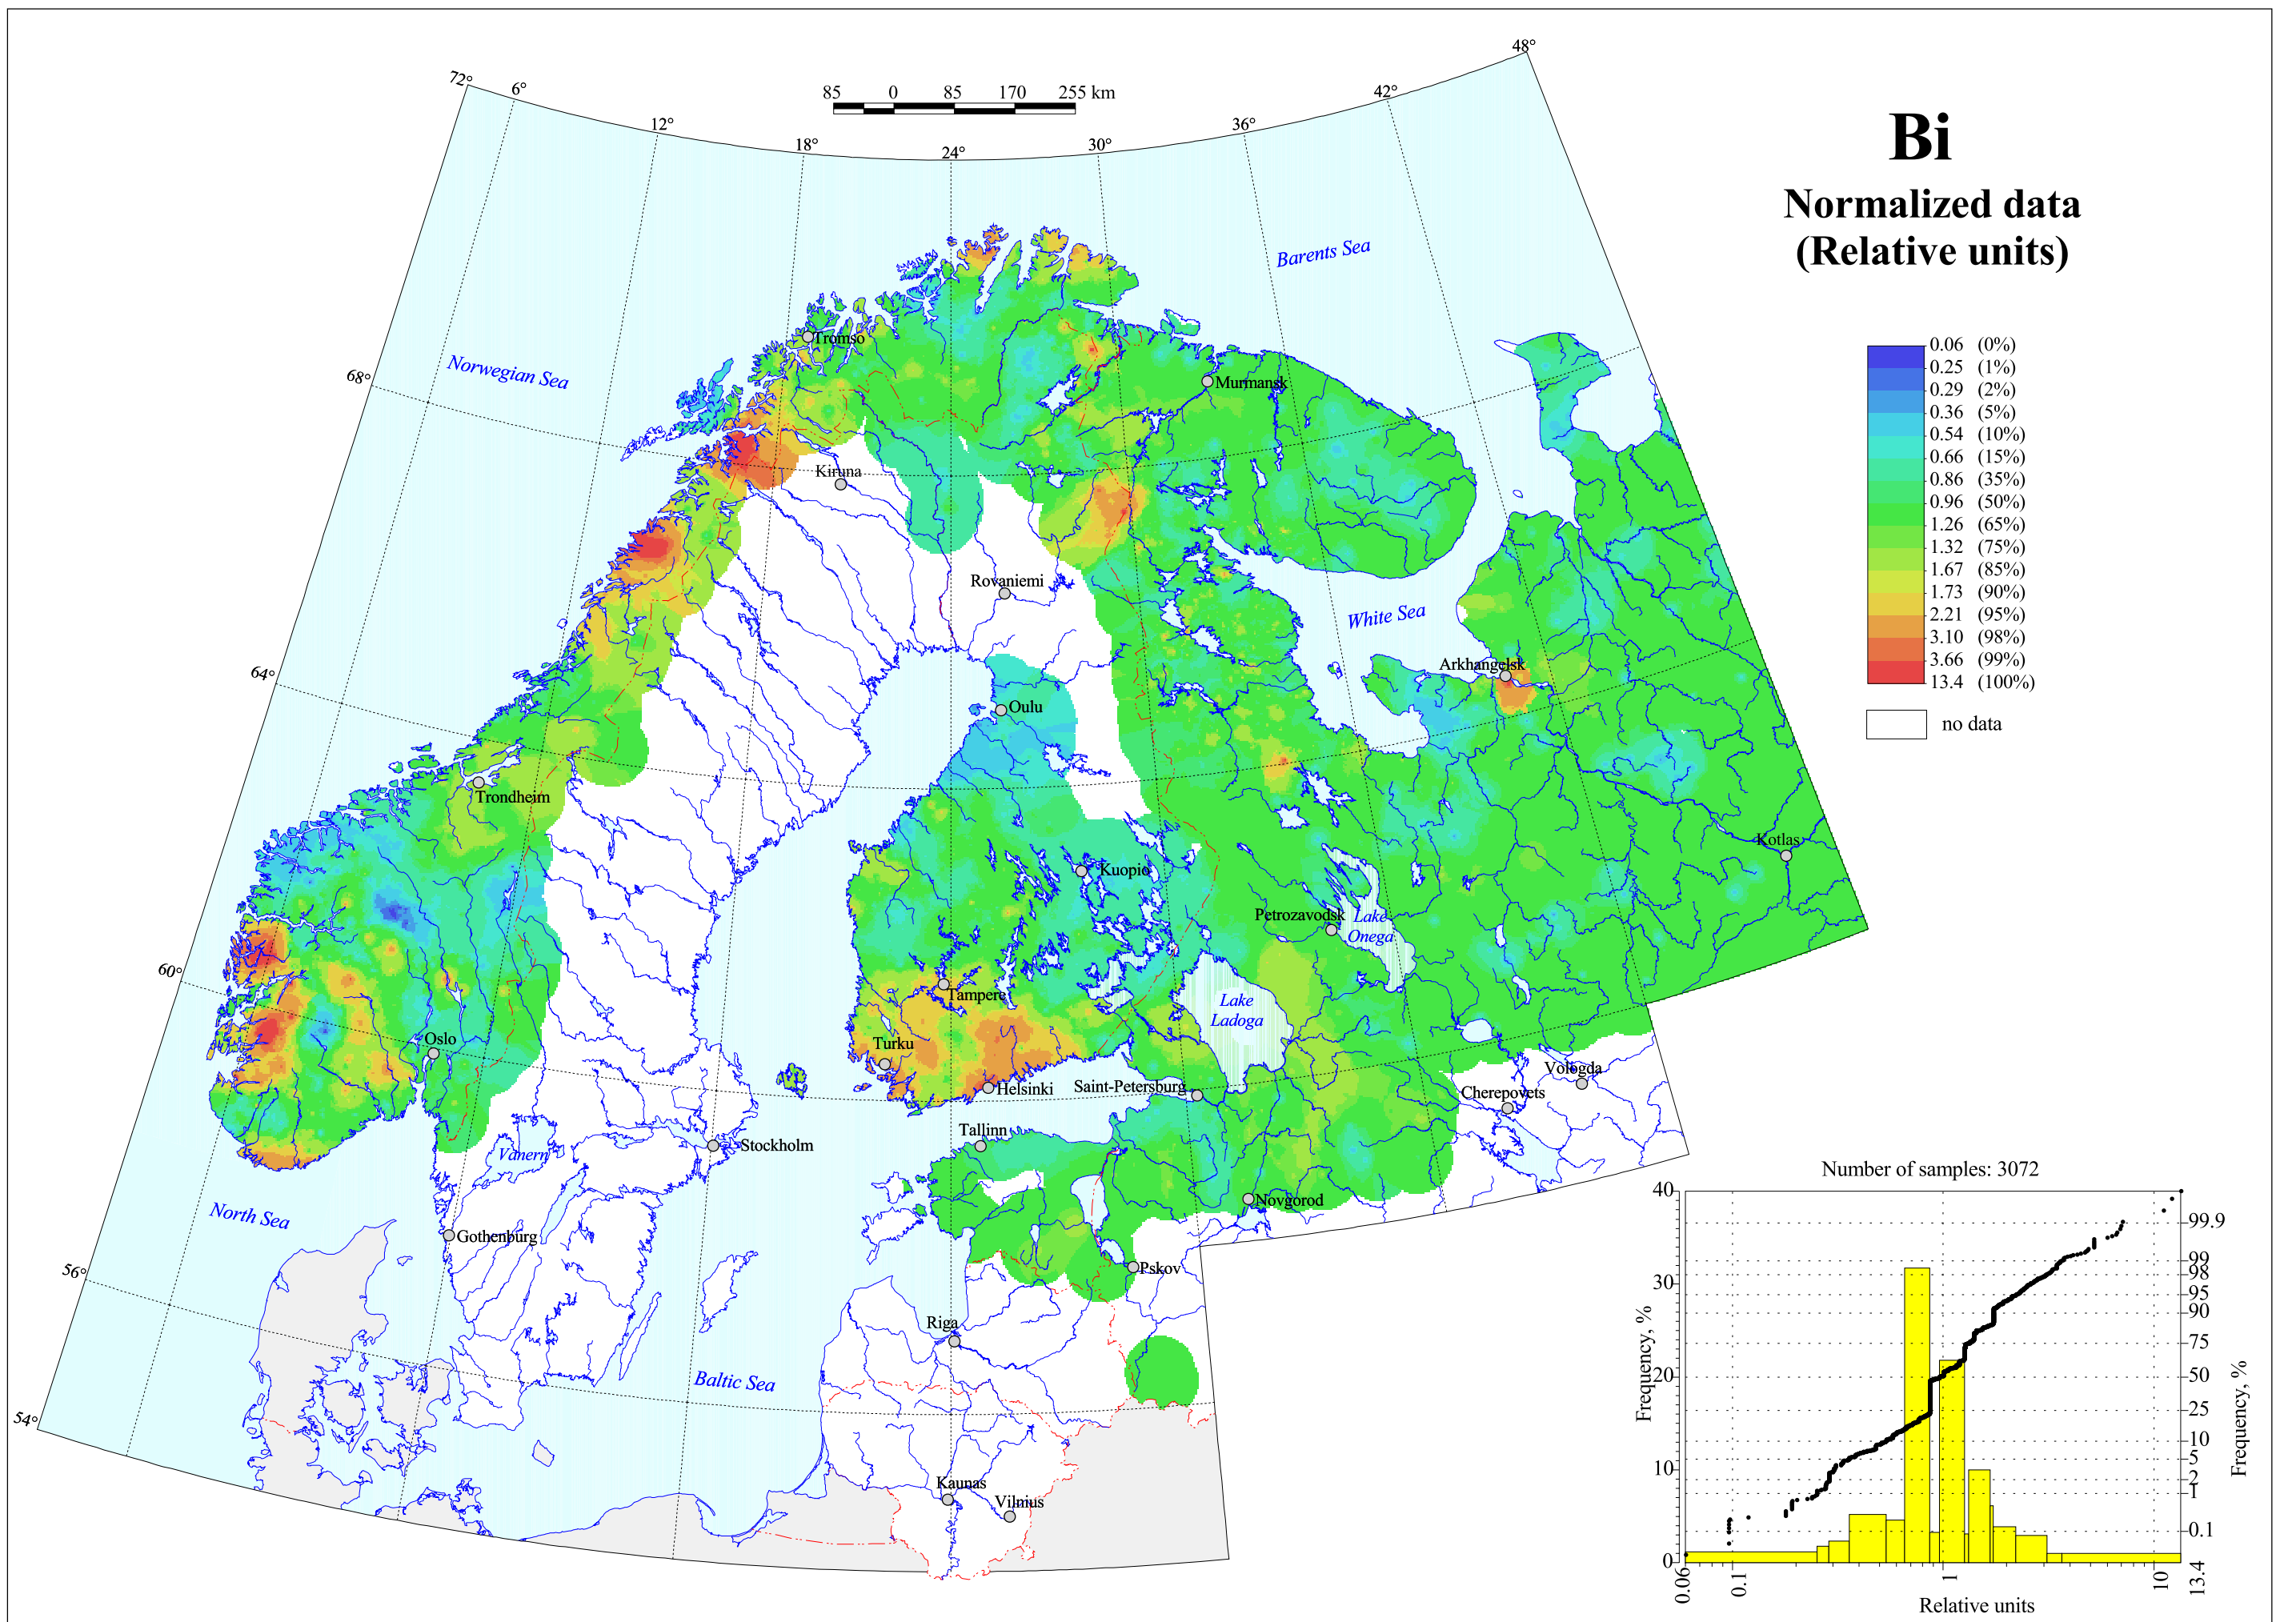 Bi
Normalized data
(Relative units)
85 0 85 170 255 km
72°
6°
12°
18°
24°
30°
36°
42°
48°
68°
64°
60°
56°
54°
Barents Sea
Norwegian Sea
Tromso
Murmansk
Kiruna
Rovaniemi
White Sea
Arkhangelsk
Oulu
Trondheim
Kotlas
Kuopio
Petrozavodsk
Lake
Onega
Tampere
Lake
Ladoga
Oslo
Turku
Helsinki
Saint-Petersburg
Vologda
Cherepovets
Tallinn
Stockholm
Vanern
Novgorod
North Sea
Gothenburg
Pskov
Riga
Baltic Sea
Kaunas
Vilnius
0.06 (0%)
0.25 (1%)
0.29 (2%)
0.36 (5%)
0.54 (10%)
0.66 (15%)
0.86 (35%)
0.96 (50%)
1.26 (65%)
1.32 (75%)
1.67 (85%)
1.73 (90%)
2.21 (95%)
3.10 (98%)
3.66 (99%)
13.4 (100%)
no data
Number of samples: 3072
Frequency, %
40
30
20
10
0
99.9
99
98
95
90
75
50
25
10
5
2
1
0.1
Frequency, %
0.06
0.1
1
10
13.4
Relative units